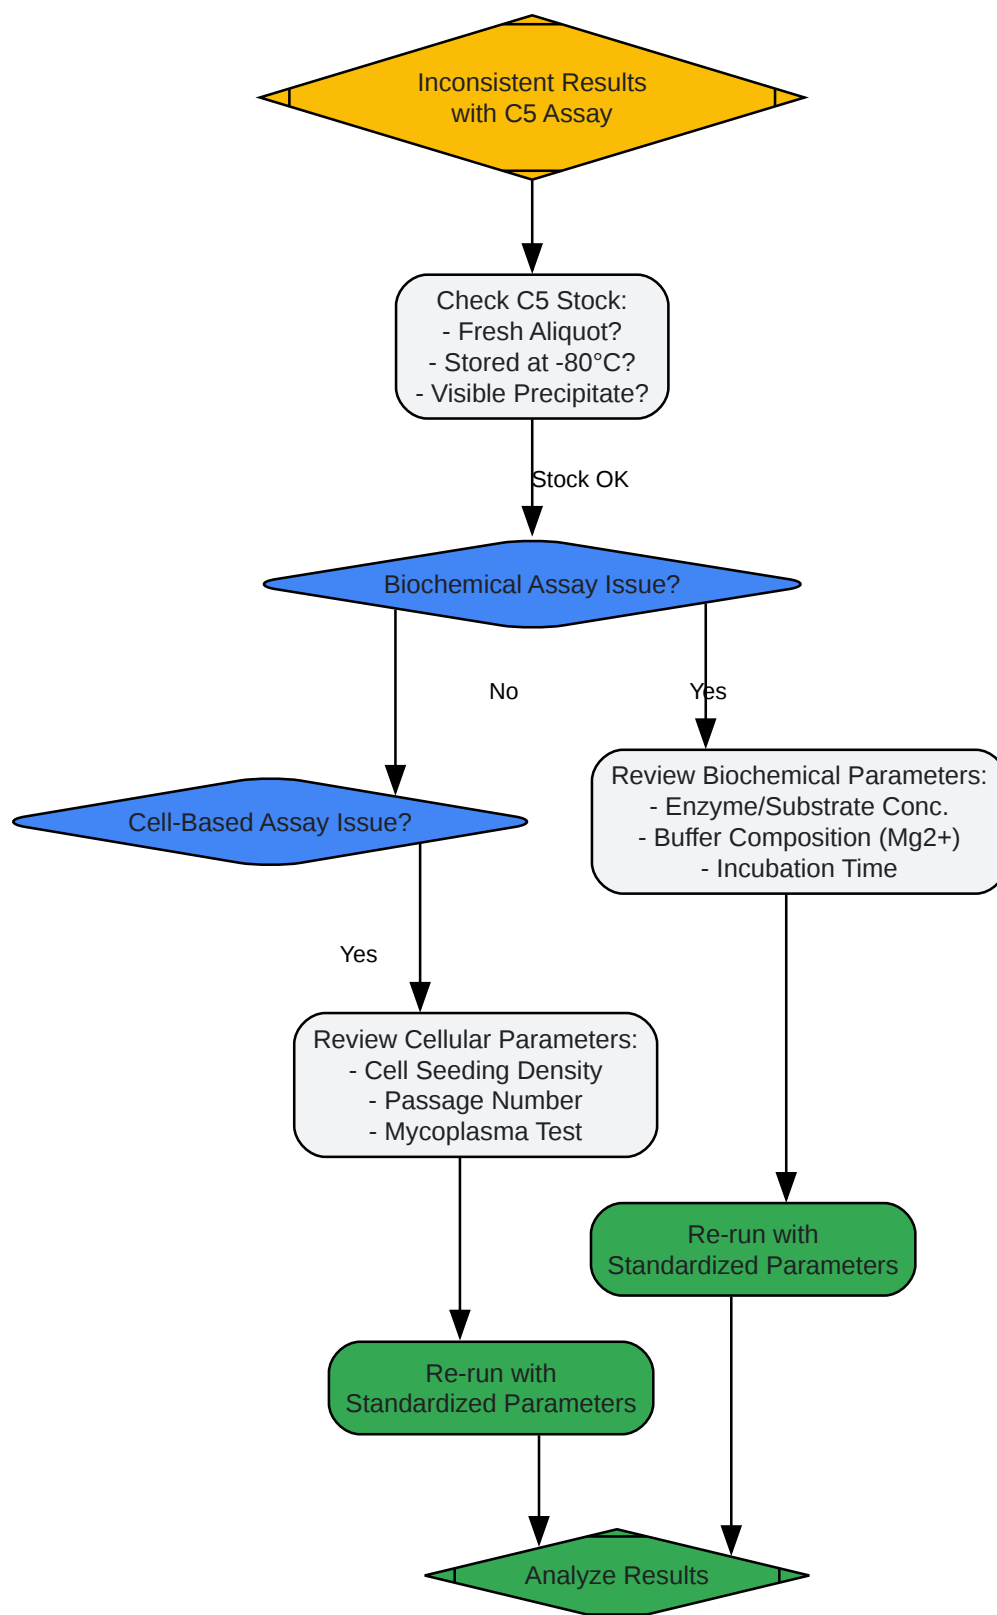 Inconsistent Results
with C5 Assay
Check C5 Stock:
- Fresh Aliquot?
- Stored at -80°C?
- Visible Precipitate?
Stock OK
Biochemical Assay Issue?
No
Yes
Review Biochemical Parameters:
- Enzyme/Substrate Conc.
- Buffer Composition (Mg2+)
- Incubation Time
Cell-Based Assay Issue?
Yes
Review Cellular Parameters:
- Cell Seeding Density
- Passage Number
- Mycoplasma Test
Re-run with
Standardized Parameters
Re-run with
Standardized Parameters
Analyze Results